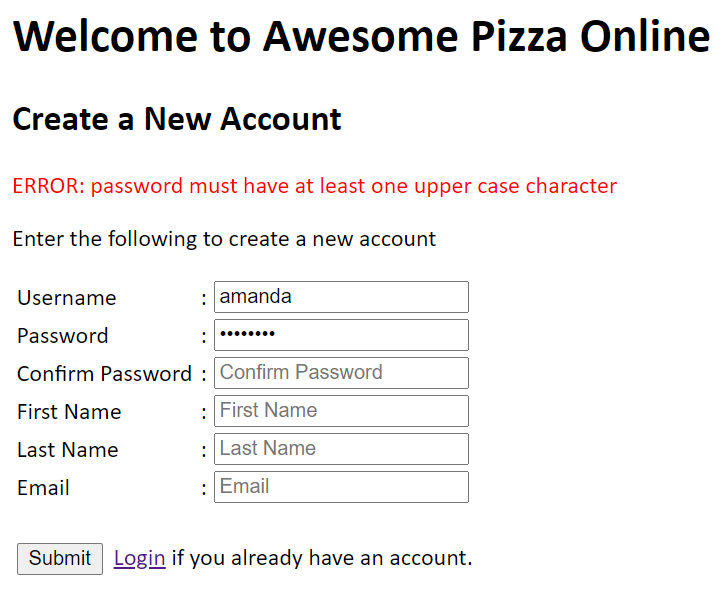 Welcome to Awesome Pizza Online
Create a New Account
ERROR: password must have at least one upper case character
Enter the following to create a new account
Username : amanda
Password : ••••••••
Confirm Password : Confirm Password
First Name : First Name
Last Name : Last Name
Email : Email
Submit Login if you already have an account.